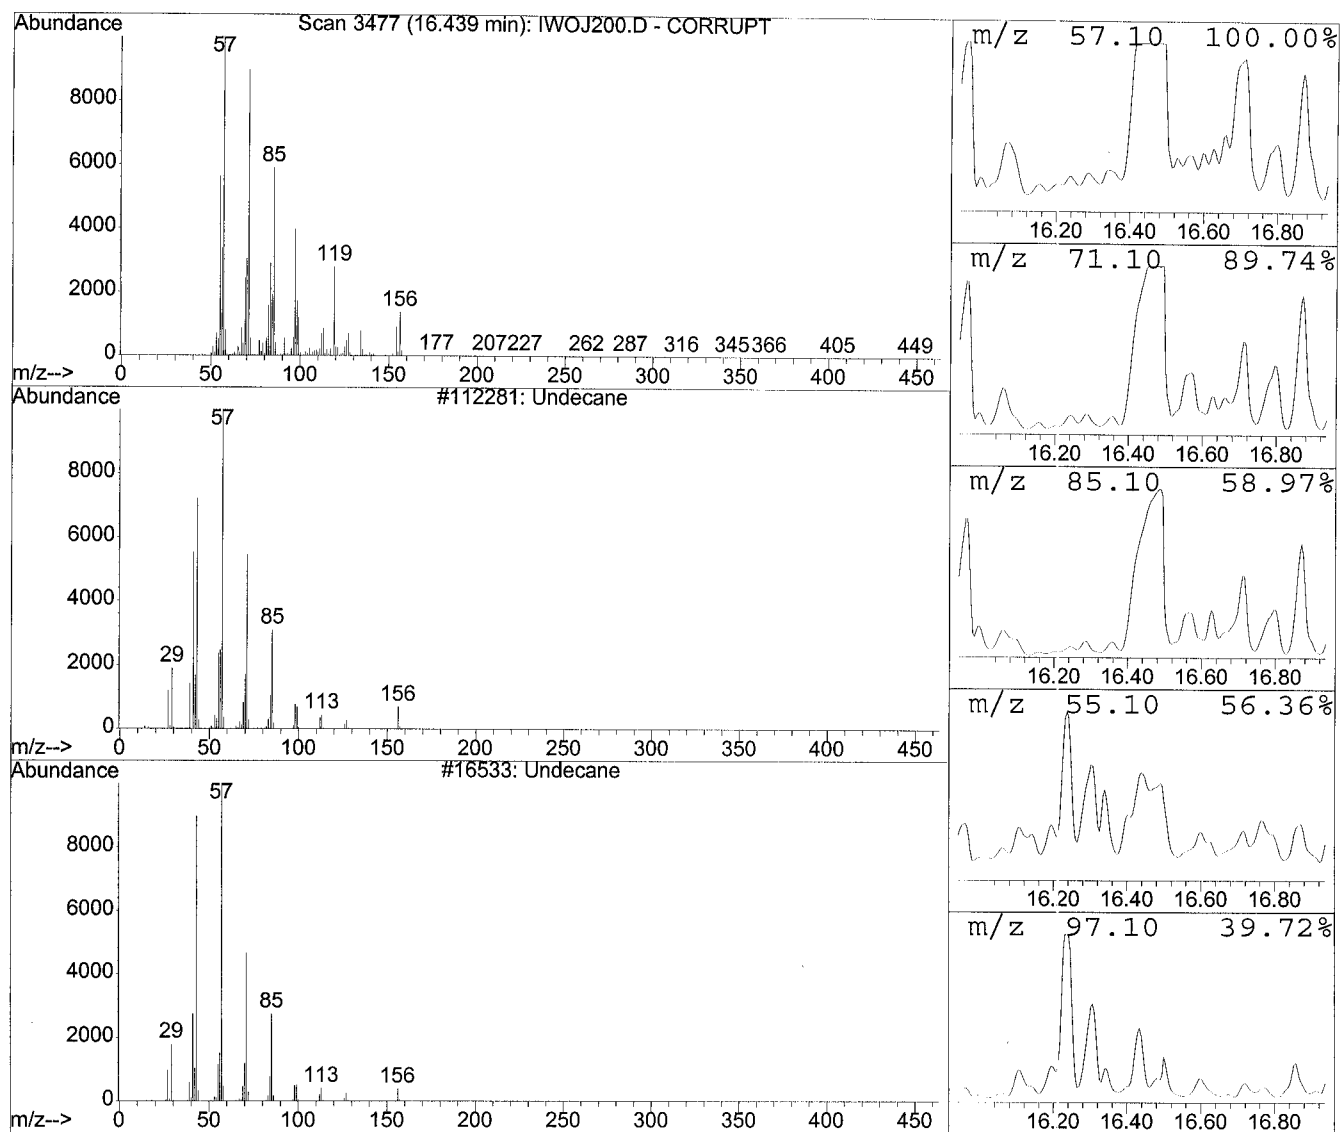 Abundance
Scan 3477 (16.439 min): IWOJ200.D - CORRUPT
57
8000
6000
85
4000
119
2000
156
177 207 227 262 287 316 345 366 405 449
0
m/z--> 0 50 100 150 200 250 300 350 400 450
Abundance
#112281: Undecane
57
8000
6000
4000
85
29
2000
113 156
0
m/z--> 0 50 100 150 200 250 300 350 400 450
Abundance
#16533: Undecane
57
8000
6000
4000
85
29
2000
113 156
0
m/z--> 0 50 100 150 200 250 300 350 400 450
m/z 57.10 100.00%
16.20 16.40 16.60 16.80
m/z 71.10 89.74%
16.20 16.40 16.60 16.80
m/z 85.10 58.97%
16.20 16.40 16.60 16.80
m/z 55.10 56.36%
16.20 16.40 16.60 16.80
m/z 97.10 39.72%
16.20 16.40 16.60 16.80